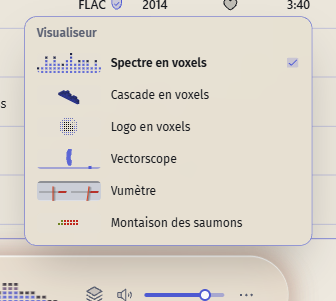 FLAC 2014 3:40
Visualiseur
Spectre en voxels
s
Cascade en voxels
Logo en voxels
Vectorscope
Vumètre
Montaison des saumons